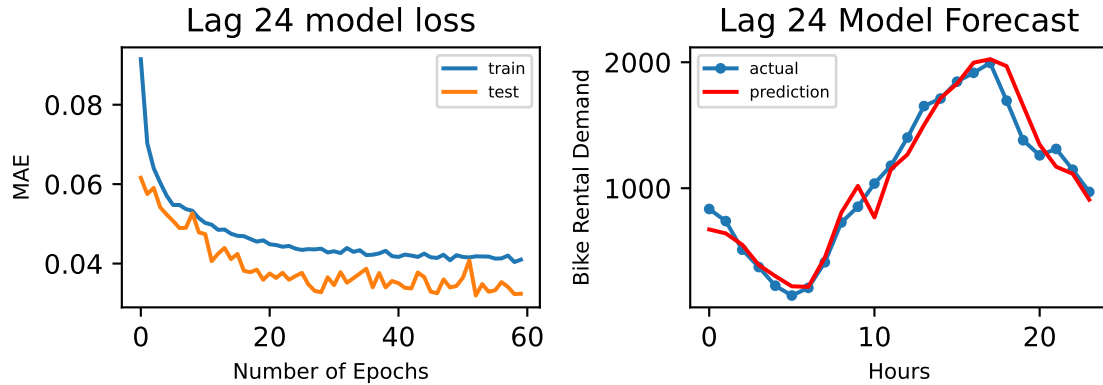 Lag 24 model loss
MAE
0.08
0.06
0.04
train
test
0
20
40
60
Number of Epochs
Lag 24 Model Forecast
Bike Rental Demand
2000
1000
actual
prediction
0
10
20
Hours